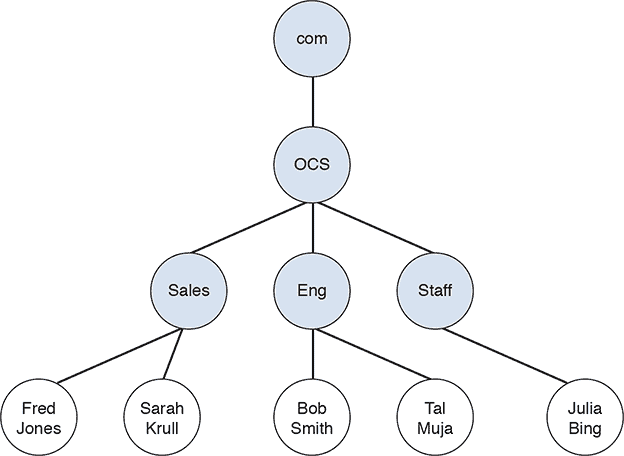 com
OCS
Sales
Eng
Staff
Fred
Jones
Sarah
Krull
Bob
Smith
Tal
Muja
Julia
Bing